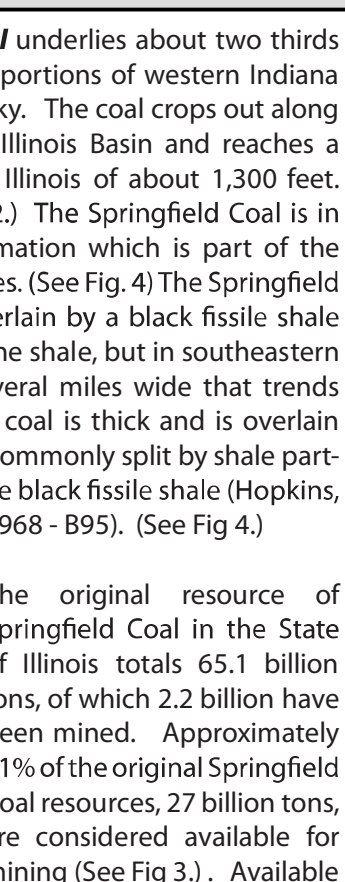 l underlies about two thirds
portions of western Indiana
ky. The coal crops out along
Illinois Basin and reaches a
Illinois of about 1,300 feet.
2.) The Springfield Coal is in
mation which is part of the
es. (See Fig. 4) The Springfield
erlain by a black fissile shale
ne shale, but in southeastern
veral miles wide that trends
coal is thick and is overlain
ommonly split by shale part-
e black fissile shale (Hopkins,
968 - B95). (See Fig 4.)
he original resource of
pringfield Coal in the State
f Illinois totals 65.1 billion
ons, of which 2.2 billion have
een mined. Approximately
1% of the original Springfield
oal resources, 27 billion tons,
re considered available for
nining (See Fig 3.) . Available